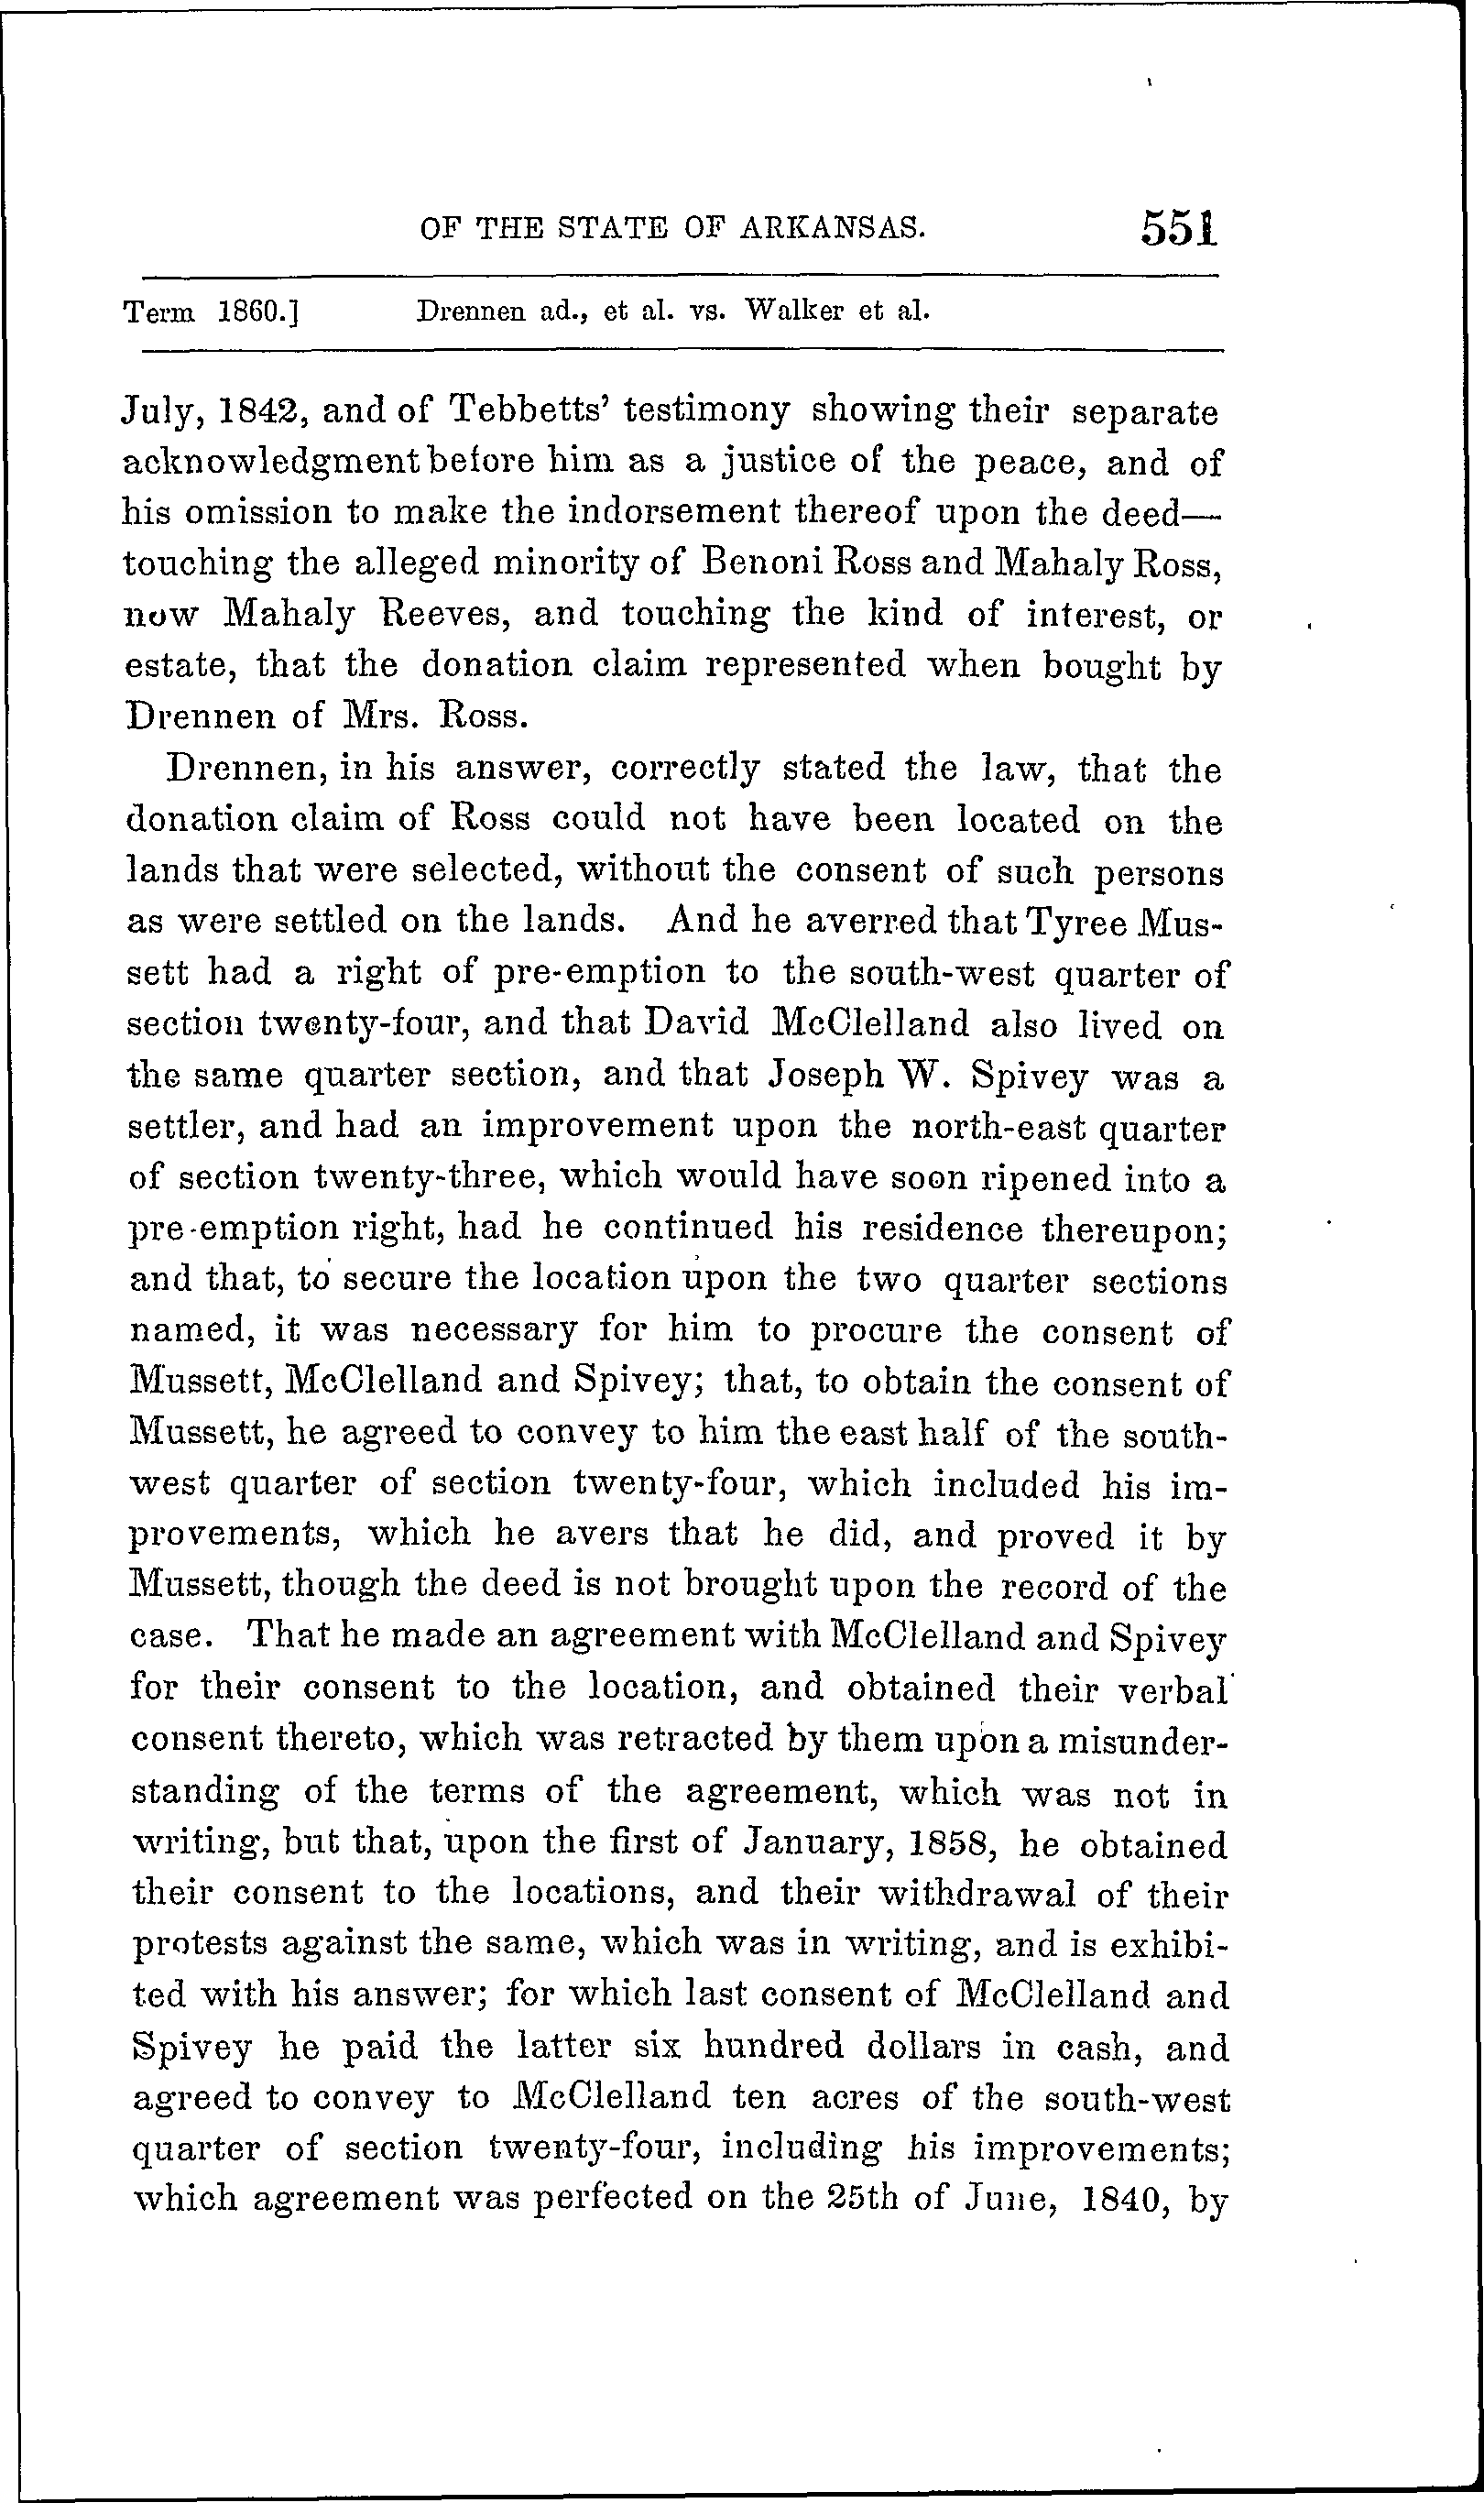 OF THE STATE OF ARKANSAS. 551
Term 1860.] Drennen ad., et al. vs. Walker et al.
July, 1842, and of Tebbetts' testimony showing their separate
acknowledgment before him as a justice of the peace, and of
his omission to make the indorsement thereof upon the deed—
touching the alleged minority of Benoni Ross and Mahaly Ross,
now Mahaly Reeves, and touching the kind of interest, or
estate, that the donation claim represented when bought by
Drennen of Mrs. Ross.
Drennen, in his answer, correctly stated the law, that the
donation claim of Ross could not have been located on the
lands that were selected, without the consent of such persons
as were settled on the lands. And he averred that Tyree Mus-
sett had a right of pre-emption to the south-west quarter of
section twenty-four, and that David McClelland also lived on
the same quarter section, and that Joseph W. Spivey was a
settler, and had an improvement upon the north-east quarter
of section twenty-three, which would have soon ripened into a
pre-emption right, had he continued his residence thereupon;
and that, to secure the location upon the two quarter sections
named, it was necessary for him to procure the consent of
Mussett, McClelland and Spivey; that, to obtain the consent of
Mussett, he agreed to convey to him the east half of the south-
west quarter of section twenty-four, which included his im-
provements, which he avers that he did, and proved it by
Mussett, though the deed is not brought upon the record of the
case. That he made an agreement with McClelland and Spivey
for their consent to the location, and obtained their verbal
consent thereto, which was retracted by them upon a misunder-
standing of the terms of the agreement, which was not in
writing, but that, upon the first of January, 1858, he obtained
their consent to the locations, and their withdrawal of their
protests against the same, which was in writing, and is exhibi-
ted with his answer; for which last consent of McClelland and
Spivey he paid the latter six hundred dollars in cash, and
agreed to convey to McClelland ten acres of the south-west
quarter of section twenty-four, including his improvements;
which agreement was perfected on the 25th of June, 1840, by